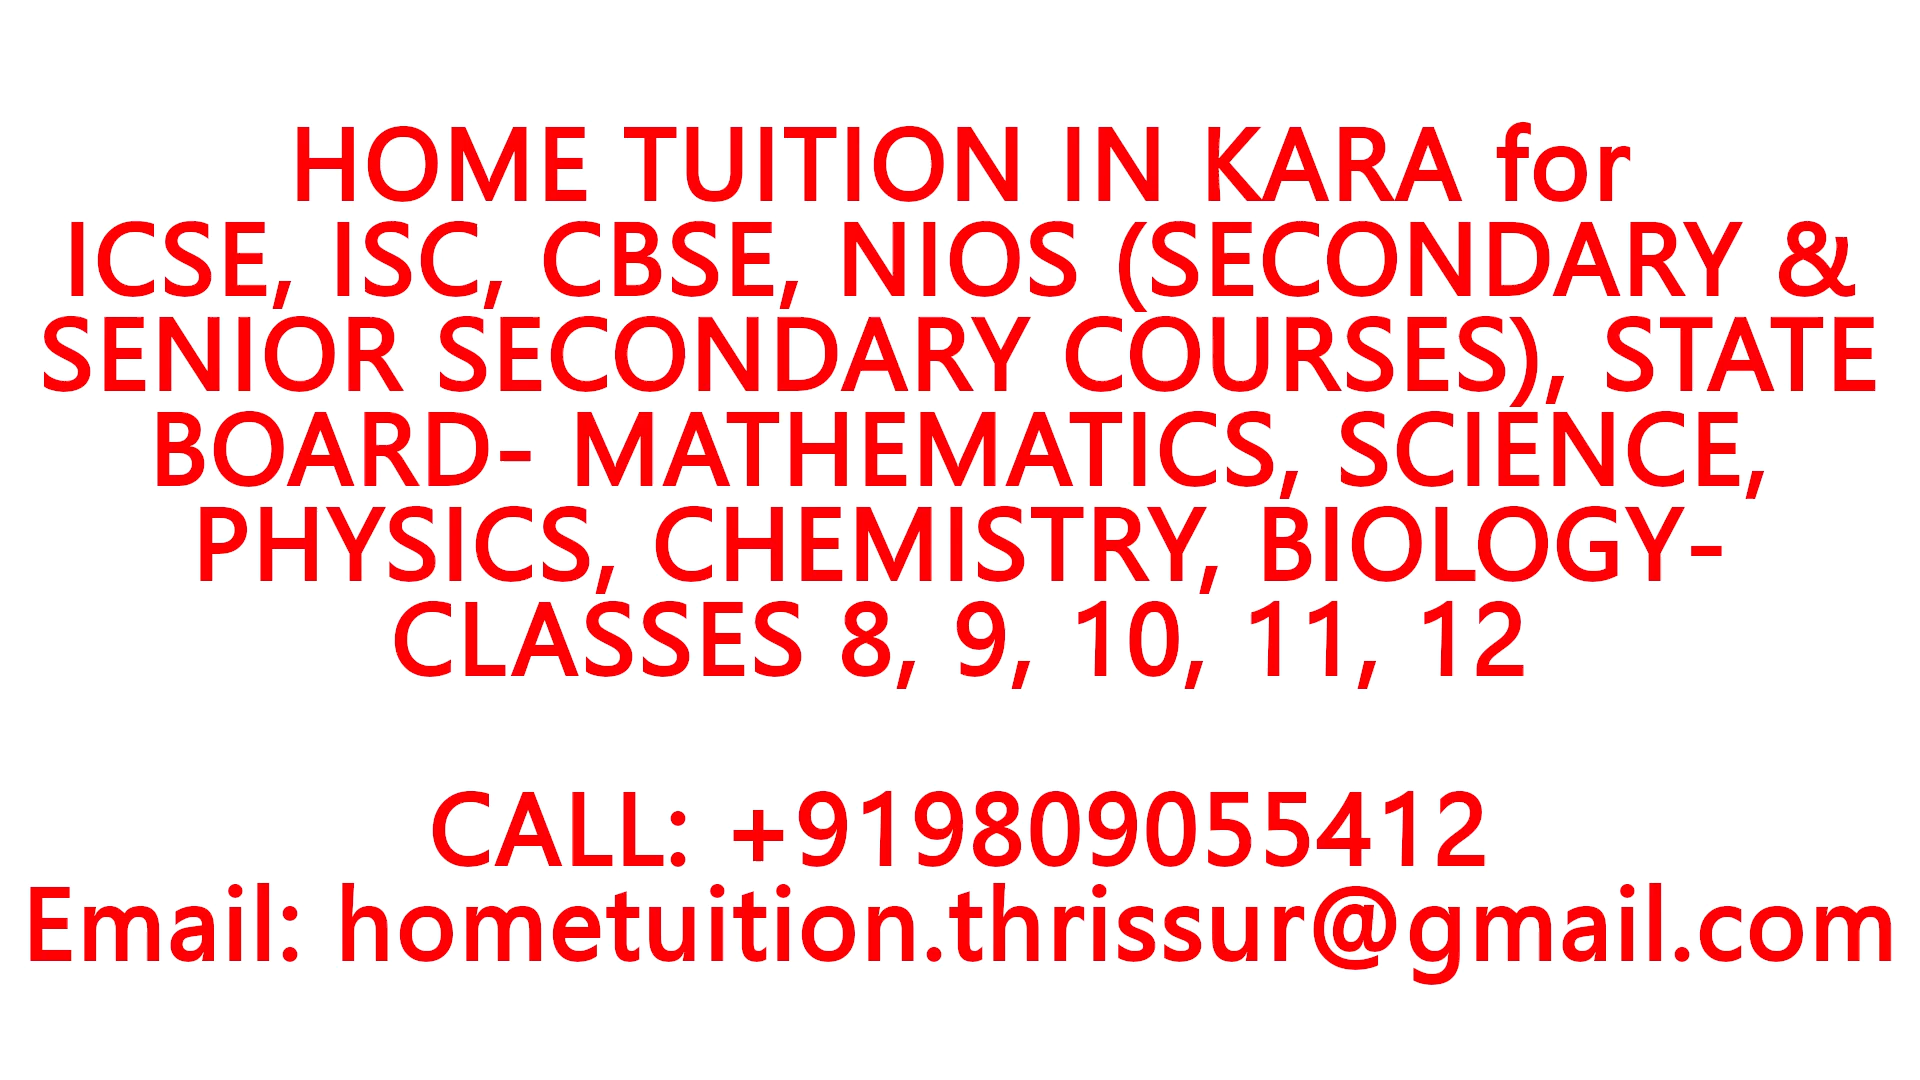 HOME TUITION IN KARA for
ICSE, ISC, CBSE, NIOS (SECONDARY &
SENIOR SECONDARY COURSES), STATE
BOARD- MATHEMATICS, SCIENCE,
PHYSICS, CHEMISTRY, BIOLOGY-
CLASSES 8, 9, 10, 11, 12
CALL: +919809055412
Email: hometuition.thrissur@gmail.com